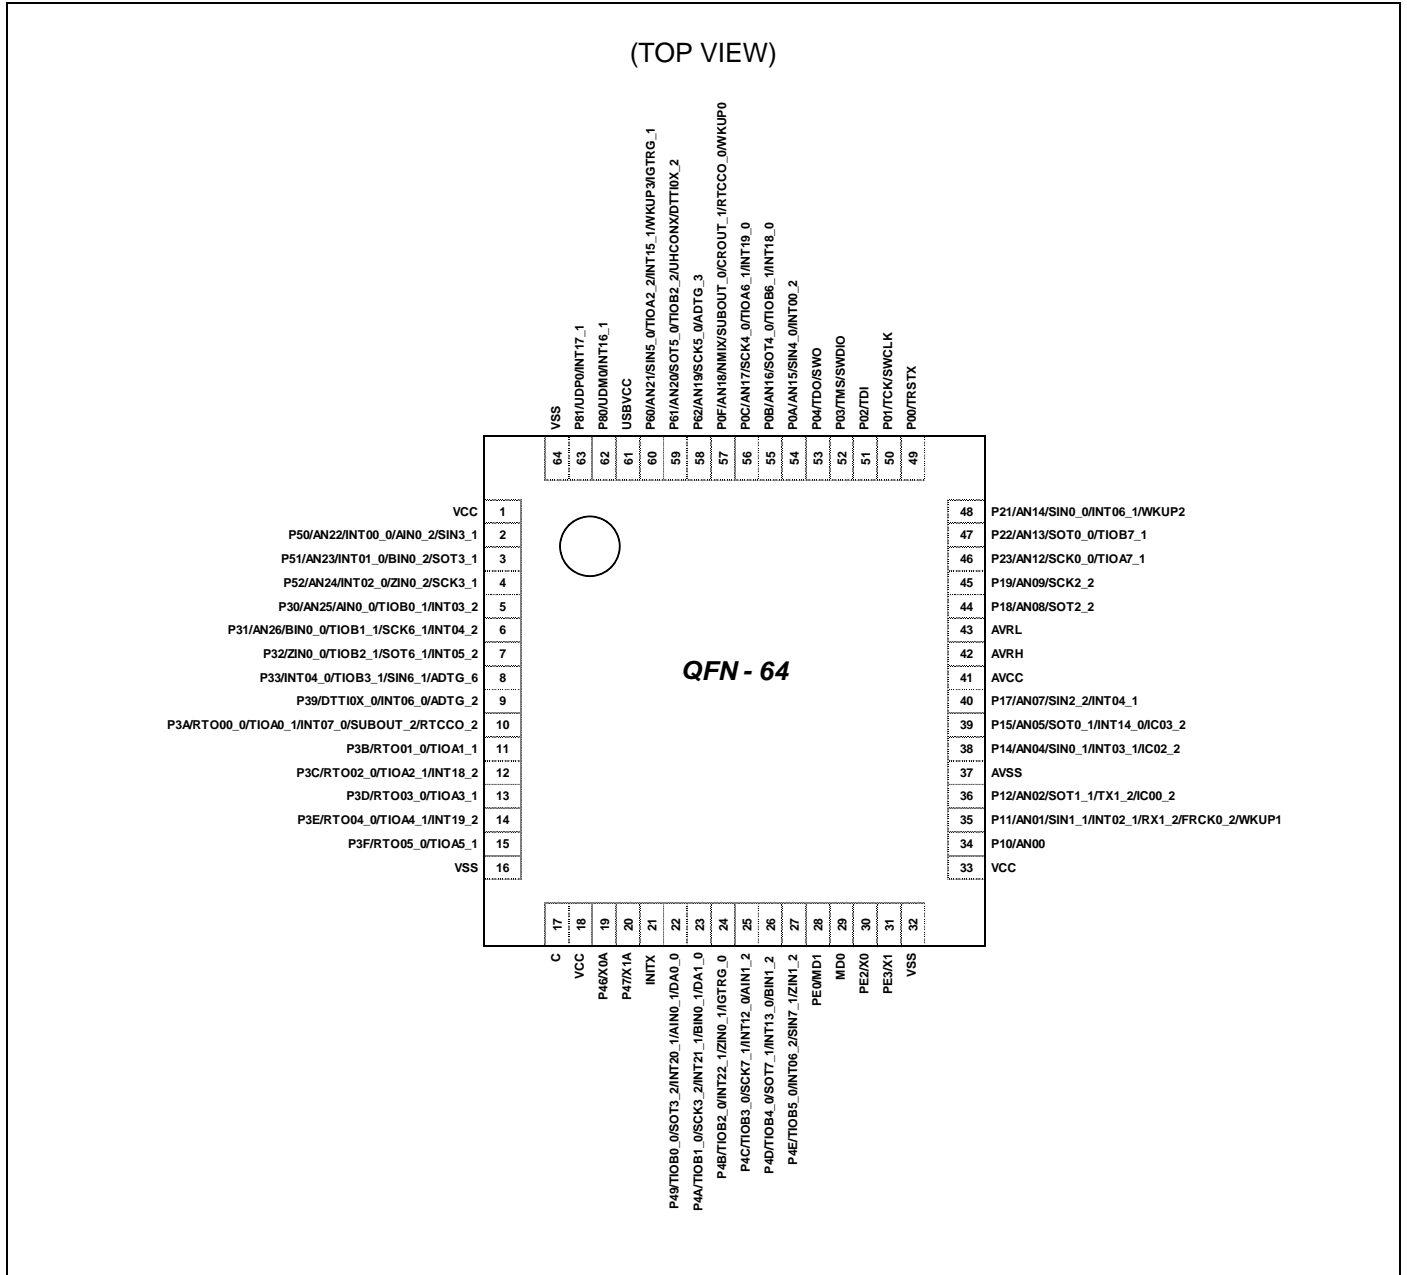 (TOP VIEW)
VSS
P81/UDP0/INT17_1
P80/UDM0/INT16_1
USBVCC
P60/AN21/SIN5_0/TIOA2_2/INT15_1/WKUP3/IGTRG_1
P61/AN20/SOT5_0/TIOB2_2/UHCONX/DTTI0X_2
P62/AN19/SCK5_0/ADTG_3
P0F/AN18/NMIX/SUBOUT_0/CROUT_1/RTCCO_0/WKUP0
P0C/AN17/SCK4_0/TIOA6_1/INT19_0
P0B/AN16/SOT4_0/TIOB6_1/INT18_0
P0A/AN15/SIN4_0/INT00_2
P04/TDO/SWO
P03/TMS/SWDIO
P02/TDI
P01/TCK/SWCLK
P00/TRSTX
64 63 62 61 60 59 58 57 56 55 54 53 52 51 50 49
VCC 1
P50/AN22/INT00_0/AIN0_2/SIN3_1 2
P51/AN23/INT01_0/BIN0_2/SOT3_1 3
P52/AN24/INT02_0/ZIN0_2/SCK3_1 4
P30/AN25/AIN0_0/TIOB0_1/INT03_2 5
P31/AN26/BIN0_0/TIOB1_1/SCK6_1/INT04_2 6
P32/ZIN0_0/TIOB2_1/SOT6_1/INT05_2 7
P33/INT04_0/TIOB3_1/SIN6_1/ADTG_6 8
P39/DTTI0X_0/INT06_0/ADTG_2 9
P3A/RTO00_0/TIOA0_1/INT07_0/SUBOUT_2/RTCCO_2 10
P3B/RTO01_0/TIOA1_1 11
P3C/RTO02_0/TIOA2_1/INT18_2 12
P3D/RTO03_0/TIOA3_1 13
P3E/RTO04_0/TIOA4_1/INT19_2 14
P3F/RTO05_0/TIOA5_1 15
VSS 16
QFN - 64
48 P21/AN14/SIN0_0/INT06_1/WKUP2
47 P22/AN13/SOT0_0/TIOB7_1
46 P23/AN12/SCK0_0/TIOA7_1
45 P19/AN09/SCK2_2
44 P18/AN08/SOT2_2
43 AVRL
42 AVRH
41 AVCC
40 P17/AN07/SIN2_2/INT04_1
39 P15/AN05/SOT0_1/INT14_0/IC03_2
38 P14/AN04/SIN0_1/INT03_1/IC02_2
37 AVSS
36 P12/AN02/SOT1_1/TX1_2/IC00_2
35 P11/AN01/SIN1_1/INT02_1/RX1_2/FRCK0_2/WKUP1
34 P10/AN00
33 VCC
17 18 19 20 21 22 23 24 25 26 27 28 29 30 31 32
C
VCC
P46/X0A
P47/X1A
INITX
P49/TIOB0_0/SOT3_2/INT20_1/AIN0_1/DA0_0
P4A/TIOB1_0/SCK3_2/INT21_1/BIN0_1/DA1_0
P4B/TIOB2_0/INT22_1/ZIN0_1/IGTRG_0
P4C/TIOB3_0/SCK7_1/INT12_0/AIN1_2
P4D/TIOB4_0/SOT7_1/INT13_0/BIN1_2
P4E/TIOB5_0/INT06_2/SIN7_1/ZIN1_2
PE0/MD1
MD0
PE2/X0
PE3/X1
VSS